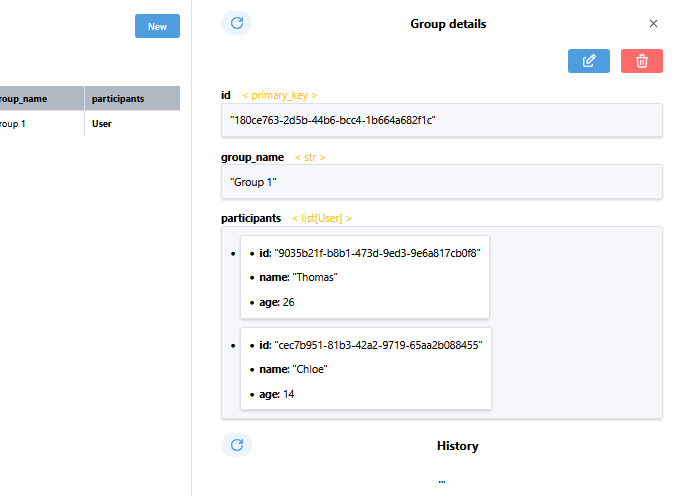 New
Group details
roup_name participants
roup 1 User
id < primary_key >
"180ce763-2d5b-44b6-bcc4-1b664a682f1c"
group_name < str >
"Group 1"
participants < list[User] >
id: "9035b21f-b8b1-473d-9ed3-9e6a817cb0f8"
name: "Thomas"
age: 26
id: "cec7b951-81b3-42a2-9719-65aa2b088455"
name: "Chloe"
age: 14
History
...